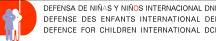 DEFENSA DE NIÑAS Y NIÑOS INTERNACIONAL DNI
DEFENSE DES ENFANTS INTERNATIONAL DEI
DEFENCE FOR CHILDREN INTERNATIONAL DCI